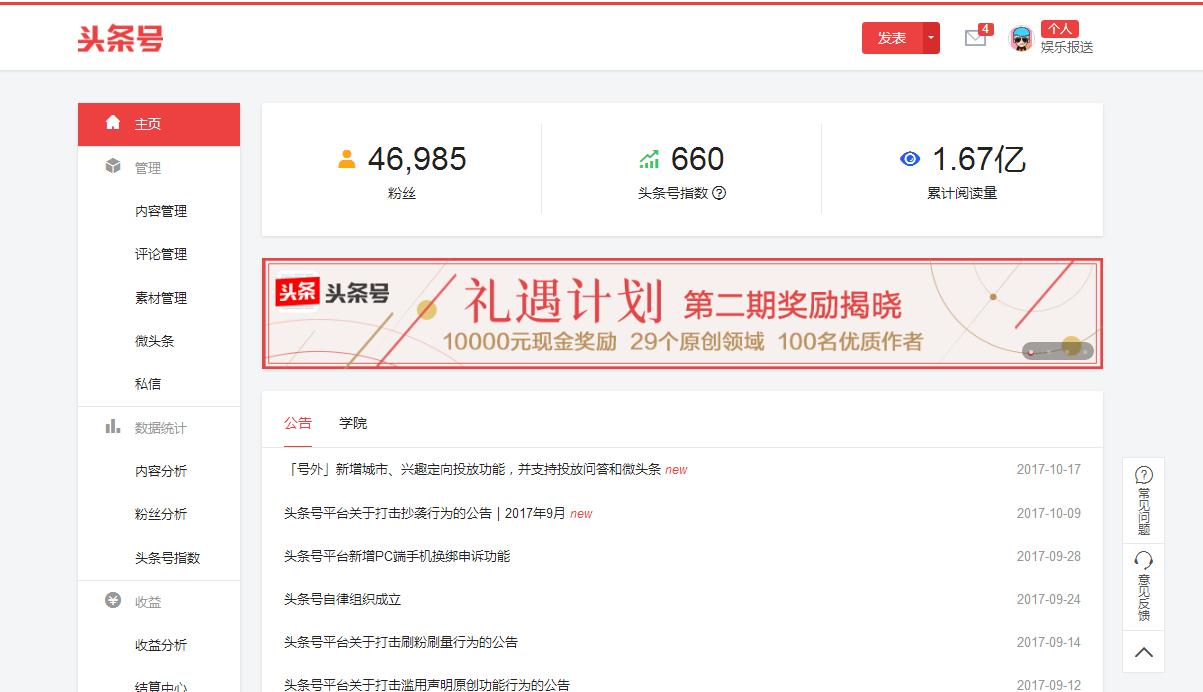 头条号
发表
4
个人
娱乐报送
主页
管理
内容管理
评论管理
素材管理
微头条
私信
数据统计
内容分析
粉丝分析
头条号指数
收益
收益分析
结算中心
46,985
粉丝
660
头条号指数
1.67亿
累计阅读量
头条 头条号
礼遇计划 第二期奖励揭晓
10000元现金奖励 29个原创领域 100名优质作者
公告 学院
「号外」新增城市、兴趣定向投放功能，并支持投放问答和微头条 new 2017-10-17
头条号平台关于打击抄袭行为的公告 | 2017年9月 new 2017-10-09
头条号平台新增PC端手机换绑申诉功能 2017-09-28
头条号自律组织成立 2017-09-24
头条号平台关于打击刷粉刷量行为的公告 2017-09-14
头条号平台关于打击滥用声明原创功能行为的公告 2017-09-12
常见问题
意见反馈